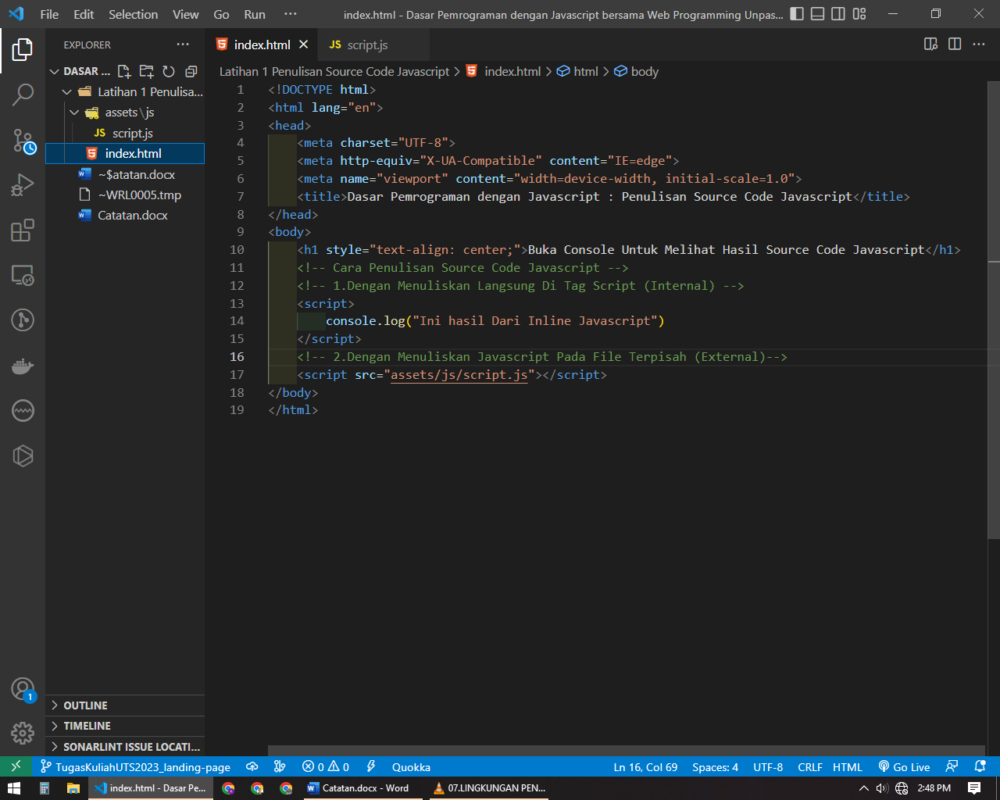 File Edit Selection View Go Run ··· index.html - Dasar Pemrograman dengan Javascript bersama Web Programming Unpas...
EXPLORER ···
index.html
JS script.js
DASAR ...
Latihan 1 Penulisa...
assets\js
JS script.js
index.html
~$atatan.docx
~WRL0005.tmp
Catatan.docx
OUTLINE
TIMELINE
SONARLINT ISSUE LOCATI...
1
Latihan 1 Penulisan Source Code Javascript > index.html > html > body
1 <!DOCTYPE html>
2 <html lang="en">
3 <head>
4 <meta charset="UTF-8">
5 <meta http-equiv="X-UA-Compatible" content="IE=edge">
6 <meta name="viewport" content="width=device-width, initial-scale=1.0">
7 <title>Dasar Pemrograman dengan Javascript : Penulisan Source Code Javascript</title>
8 </head>
9 <body>
10 <h1 style="text-align: center;">Buka Console Untuk Melihat Hasil Source Code Javascript</h1>
11 <!-- Cara Penulisan Source Code Javascript -->
12 <!-- 1.Dengan Menuliskan Langsung Di Tag Script (Internal) -->
13 <script>
14 console.log("Ini hasil Dari Inline Javascript")
15 </script>
16 <!-- 2.Dengan Menuliskan Javascript Pada File Terpisah (External)-->
17 <script src="assets/js/script.js"></script>
18 </body>
19 </html>
TugasKuliahUTS2023_landing-page 0 0 Quokka Ln 16, Col 69 Spaces: 4 UTF-8 CRLF HTML Go Live
index.html - Dasar Pe... Catatan.docx - Word 07.LINGKUNGAN PEN... 2:48 PM